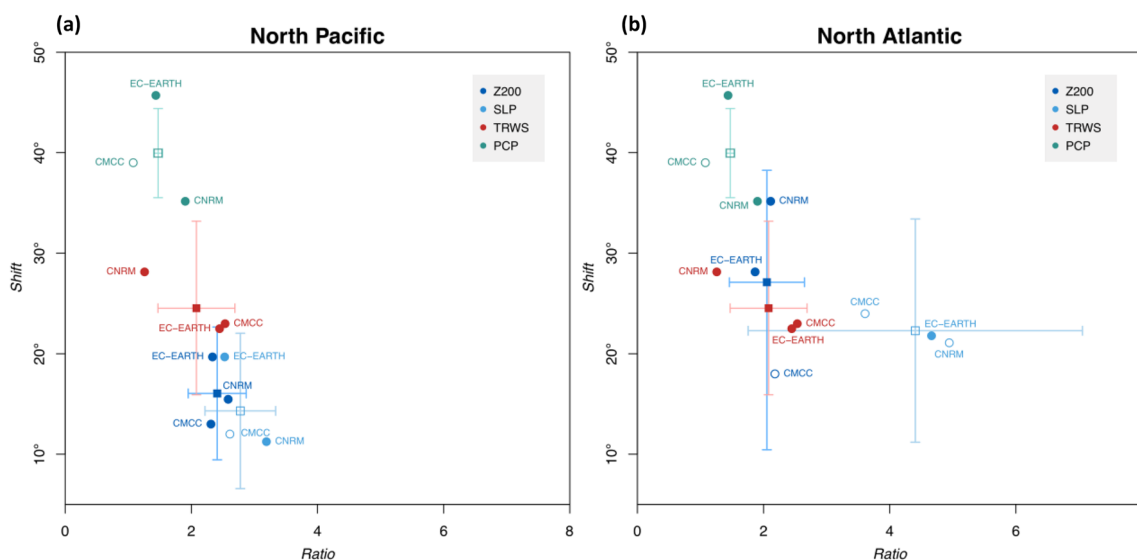 (a)
North Pacific
50°
40°
30°
20°
10°
Shift
EC−EARTH
CMCC
CNRM
CNRM
CMCC
EC−EARTH
EC−EARTH
EC−EARTH
CNRM
CMCC
CMCC
CNRM
Z200
SLP
TRWS
PCP
0
2
4
6
8
Ratio
(b)
North Atlantic
50°
40°
30°
20°
10°
Shift
EC−EARTH
CMCC
CNRM
CNRM
EC−EARTH
CNRM
CMCC
EC−EARTH
CMCC
CMCC
EC−EARTH
CNRM
Z200
SLP
TRWS
PCP
0
2
4
6
Ratio